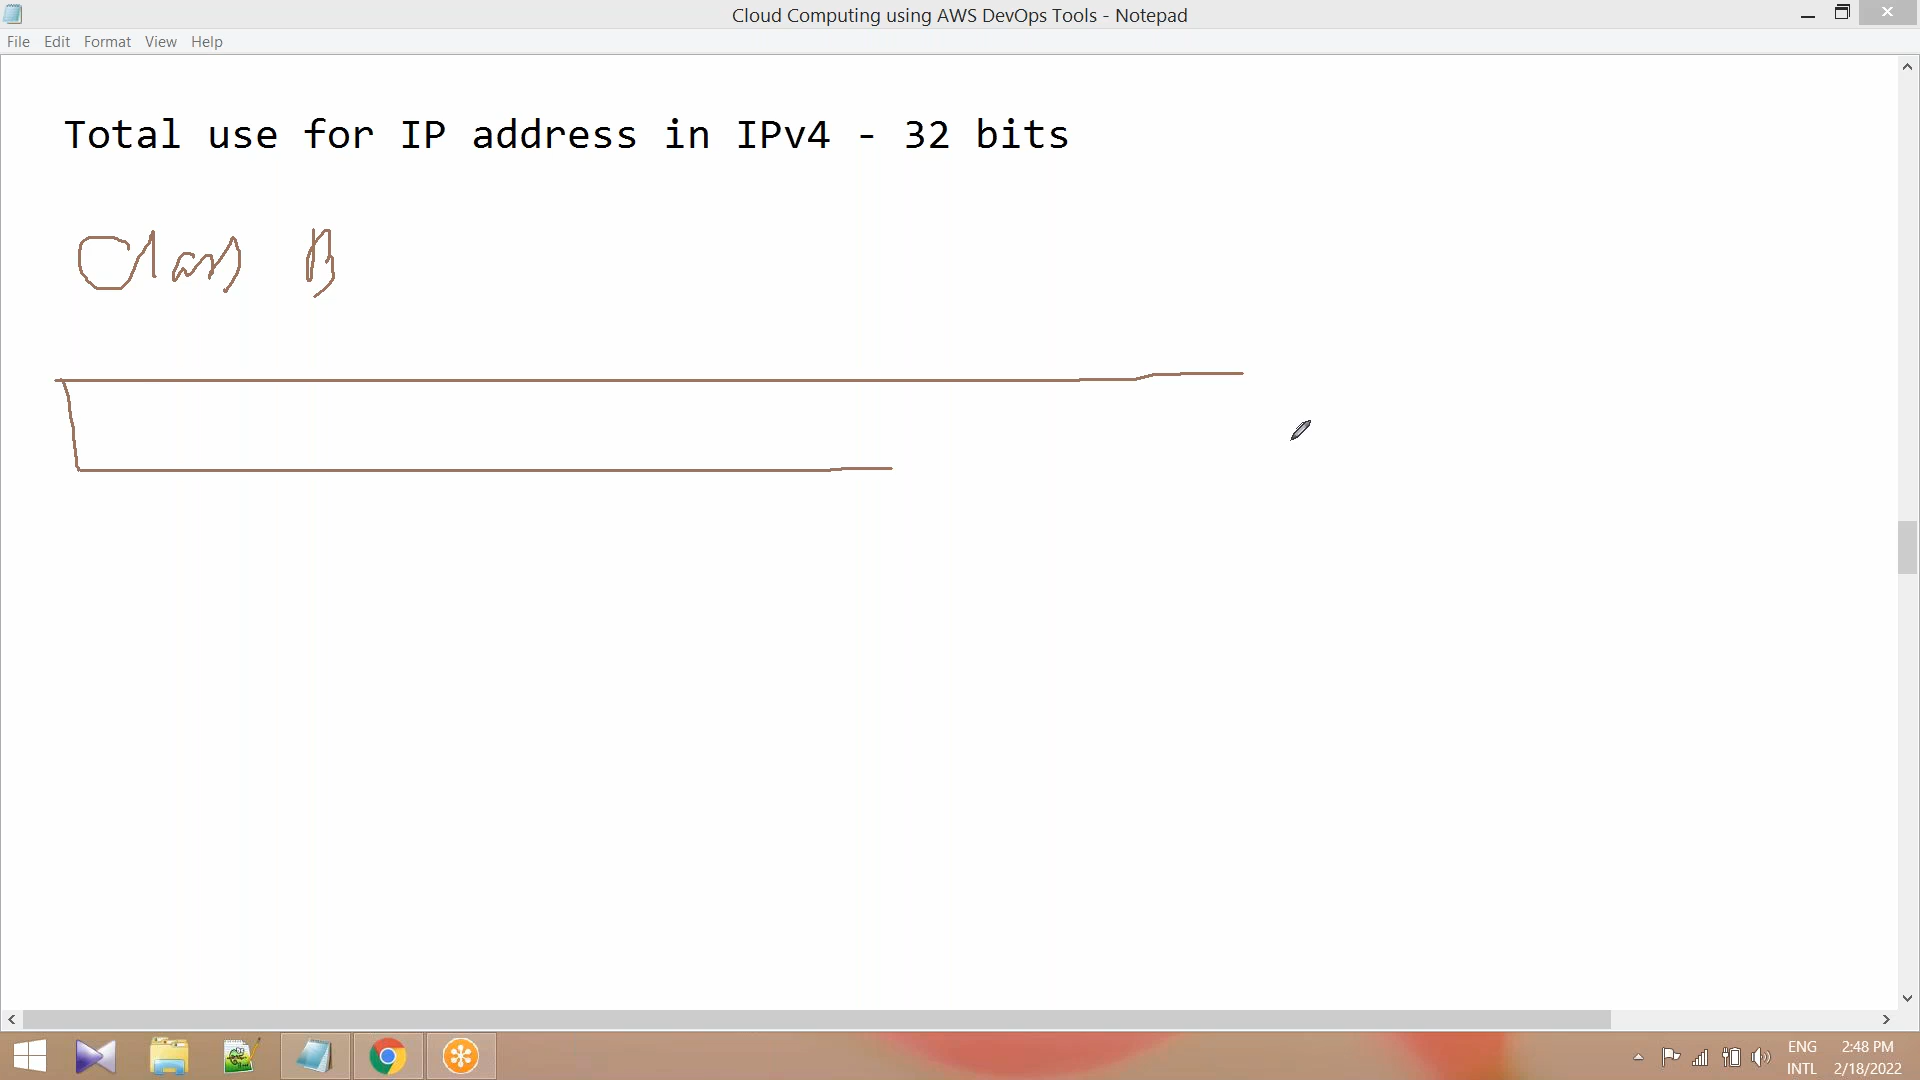 Cloud Computing using AWS DevOps Tools - Notepad
File Edit Format View Help
Total use for IP address in IPv4 - 32 bits
Class B
ENG 2:48 PM
INTL 2/18/2022